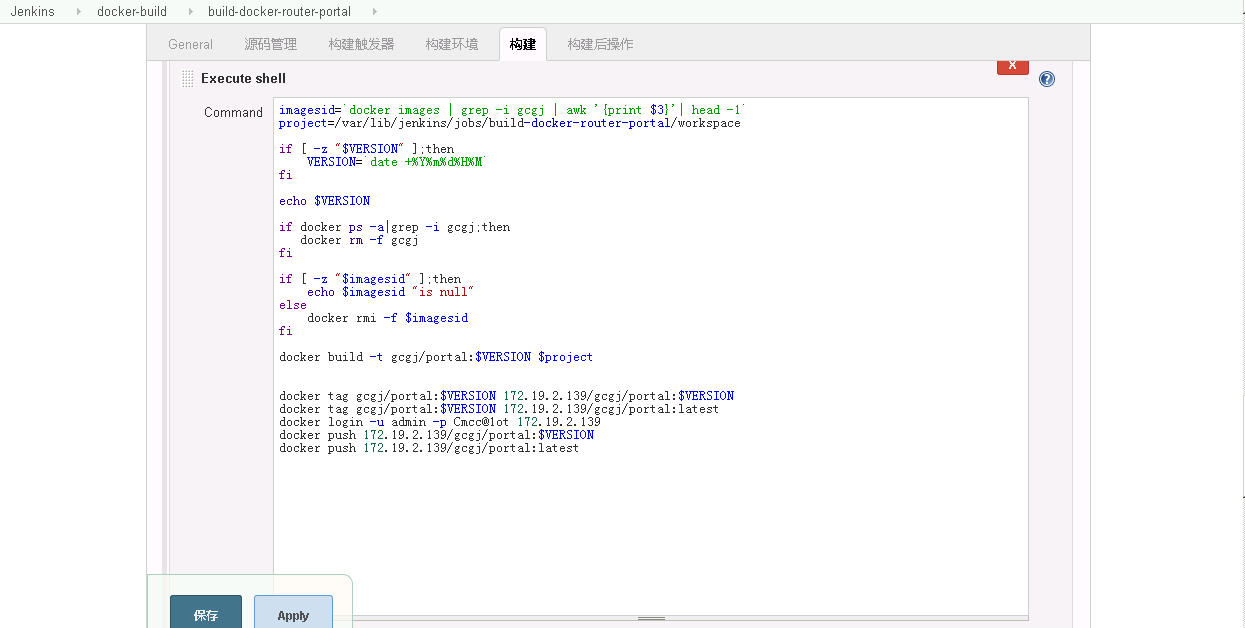 Jenkins docker-build build-docker-router-portal
General 源码管理 构建触发器 构建环境 构建 构建后操作
X
Execute shell ?
Command
imagesid=`docker images | grep -i gcgj | awk '{print $3}'| head -1`
project=/var/lib/jenkins/jobs/build-docker-router-portal/workspace
if [ -z "$VERSION" ];then
VERSION=`date +%Y%m%d%H%M`
fi
echo $VERSION
if docker ps -a|grep -i gcgj;then
docker rm -f gcgj
fi
if [ -z "$imagesid" ];then
echo $imagesid "is null"
else
docker rmi -f $imagesid
fi
docker build -t gcgj/portal:$VERSION $project
docker tag gcgj/portal:$VERSION 172.19.2.139/gcgj/portal:$VERSION
docker tag gcgj/portal:$VERSION 172.19.2.139/gcgj/portal:latest
docker login -u admin -p Cmcc@1ot 172.19.2.139
docker push 172.19.2.139/gcgj/portal:$VERSION
docker push 172.19.2.139/gcgj/portal:latest
保存 Apply